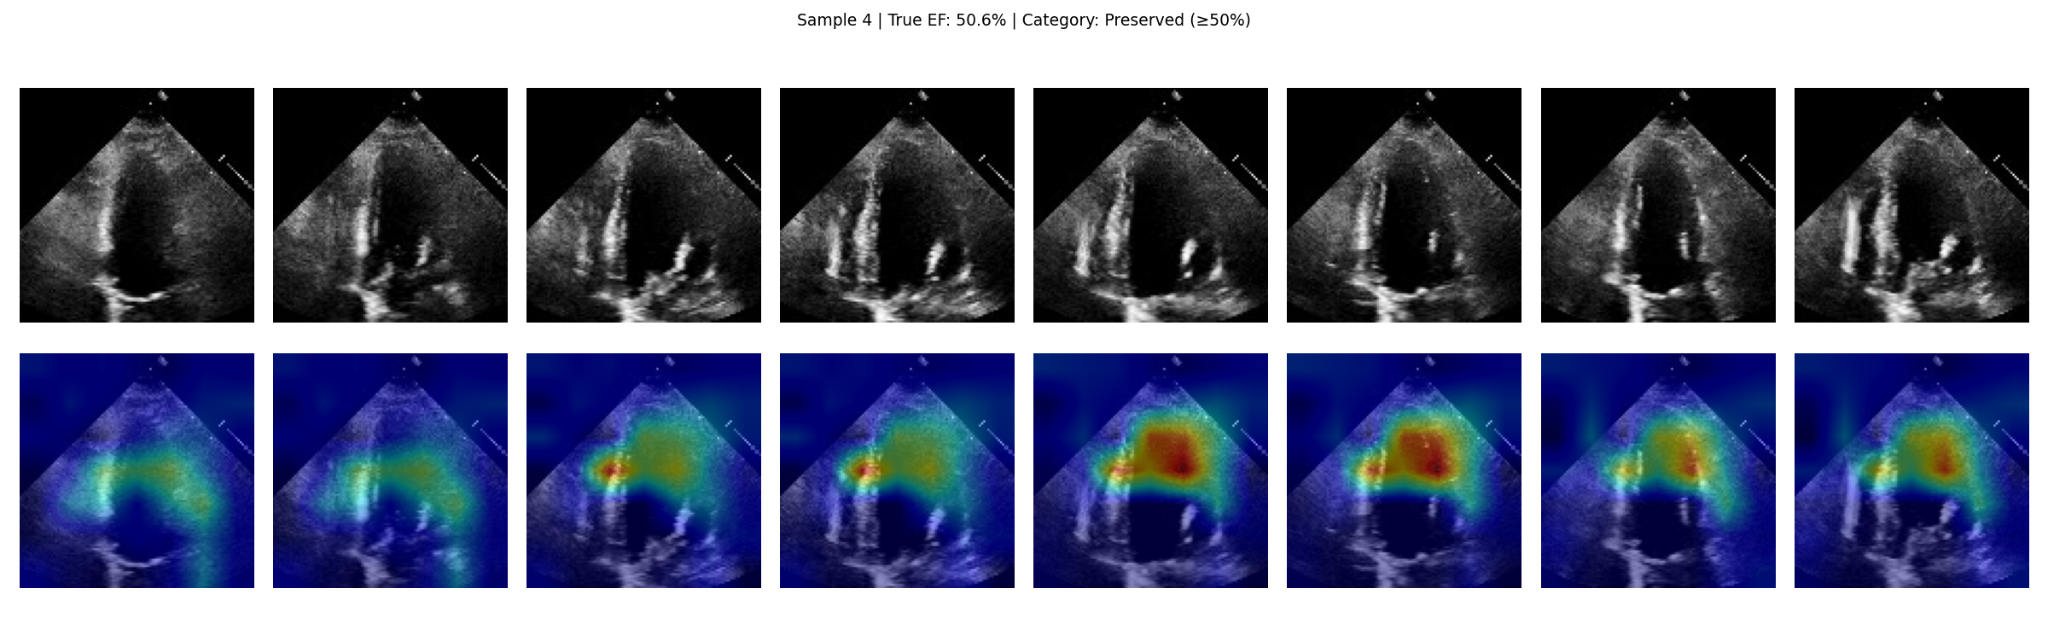 Sample 4 | True EF: 50.6% | Category: Preserved (≥50%)